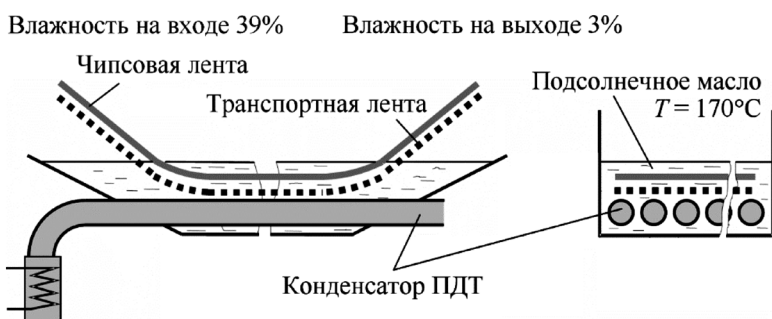 Влажность на входе 39%
Влажность на выходе 3%
Чипсовая лента
Транспортная лента
Подсолнечное масло
T = 170°C
Конденсатор ПДТ